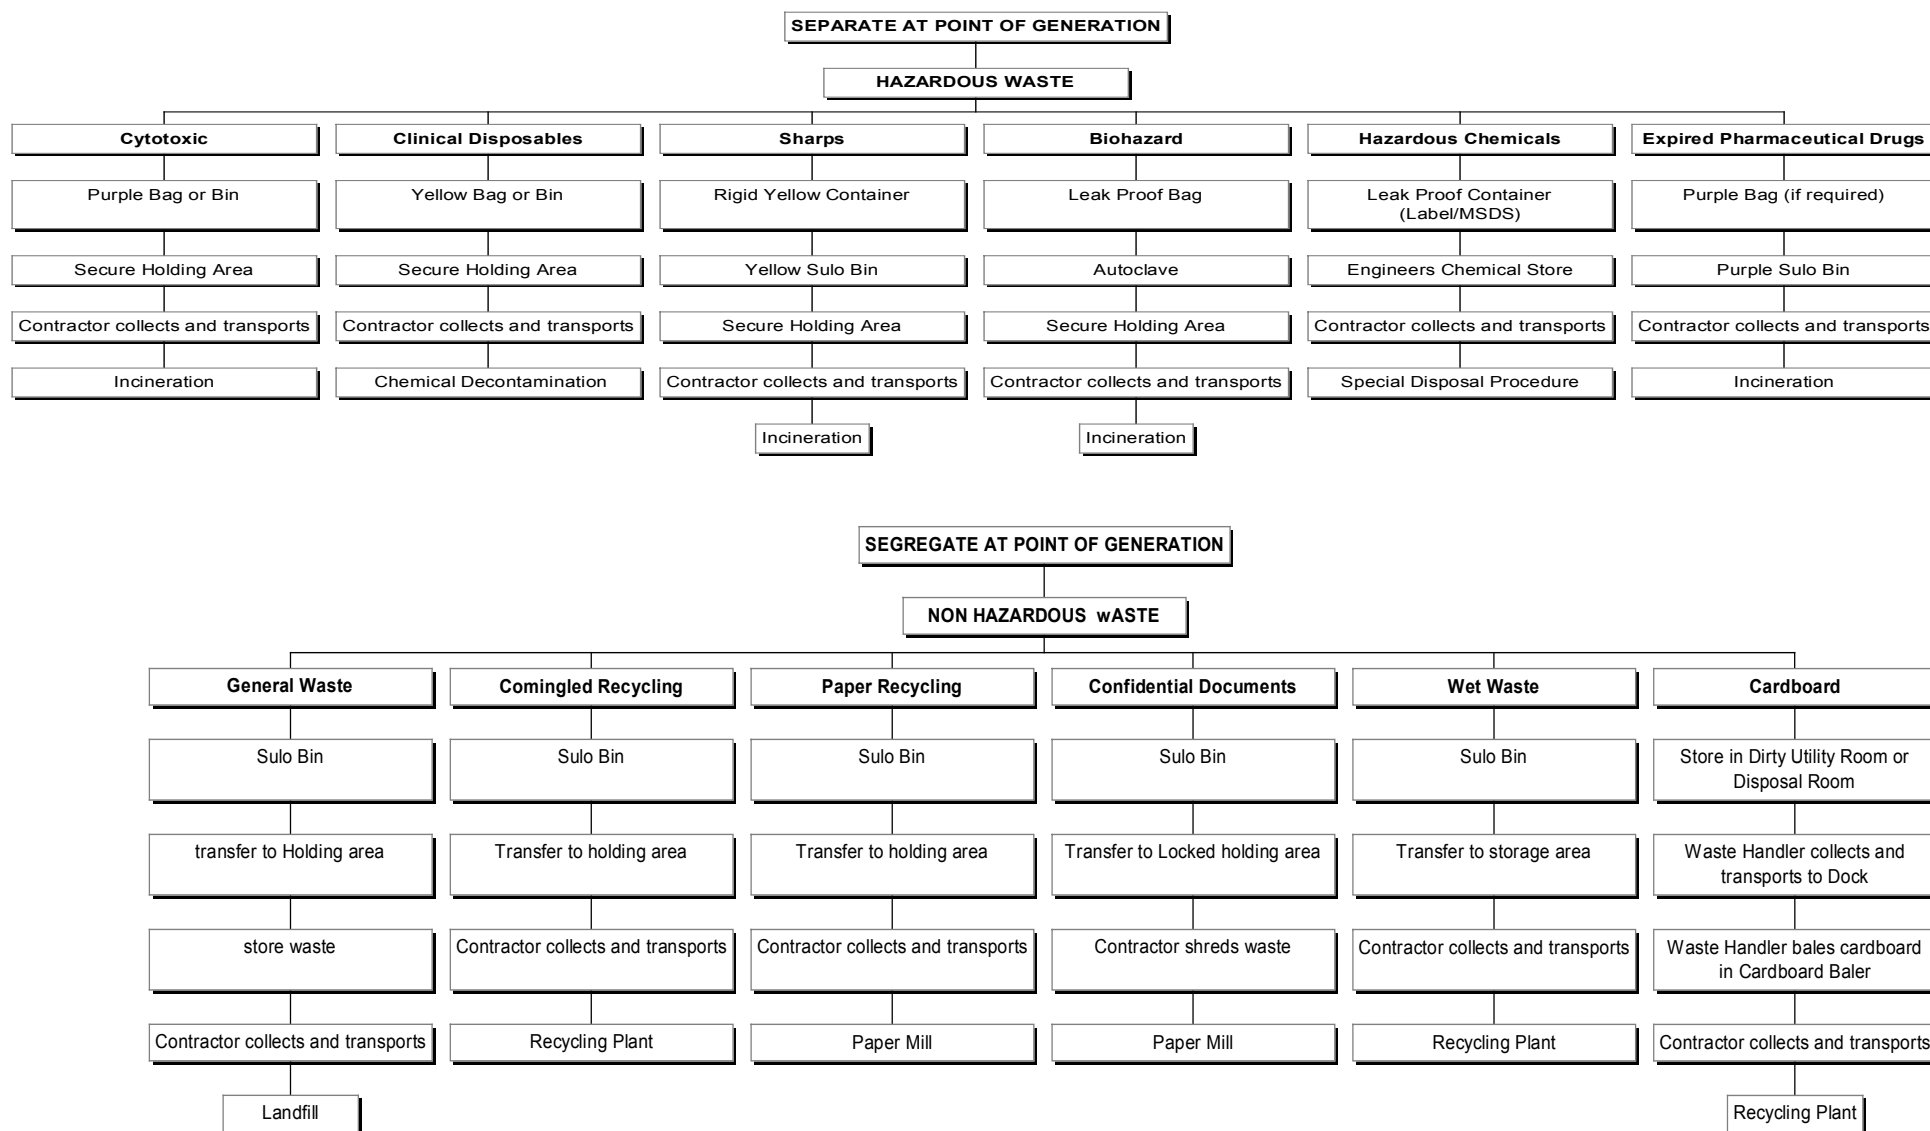 SEPARATE AT POINT OF GENERATION
HAZARDOUS WASTE
Cytotoxic
Clinical Disposables
Sharps
Biohazard
Hazardous Chemicals
Expired Pharmaceutical Drugs
Purple Bag or Bin
Yellow Bag or Bin
Rigid Yellow Container
Leak Proof Bag
Leak Proof Container
(Label/MSDS)
Purple Bag (if required)
Secure Holding Area
Secure Holding Area
Yellow Sulo Bin
Autoclave
Engineers Chemical Store
Purple Sulo Bin
Contractor collects and transports
Contractor collects and transports
Secure Holding Area
Secure Holding Area
Contractor collects and transports
Contractor collects and transports
Incineration
Chemical Decontamination
Contractor collects and transports
Contractor collects and transports
Special Disposal Procedure
Incineration
Incineration
Incineration
SEGREGATE AT POINT OF GENERATION
NON HAZARDOUS wASTE
General Waste
Comingled Recycling
Paper Recycling
Confidential Documents
Wet Waste
Cardboard
Sulo Bin
Sulo Bin
Sulo Bin
Sulo Bin
Sulo Bin
Store in Dirty Utility Room or
Disposal Room
transfer to Holding area
Transfer to holding area
Transfer to holding area
Transfer to Locked holding area
Transfer to storage area
Waste Handler collects and
transports to Dock
store waste
Contractor collects and transports
Contractor collects and transports
Contractor shreds waste
Contractor collects and transports
Waste Handler bales cardboard
in Cardboard Baler
Contractor collects and transports
Recycling Plant
Paper Mill
Paper Mill
Recycling Plant
Contractor collects and transports
Landfill
Recycling Plant